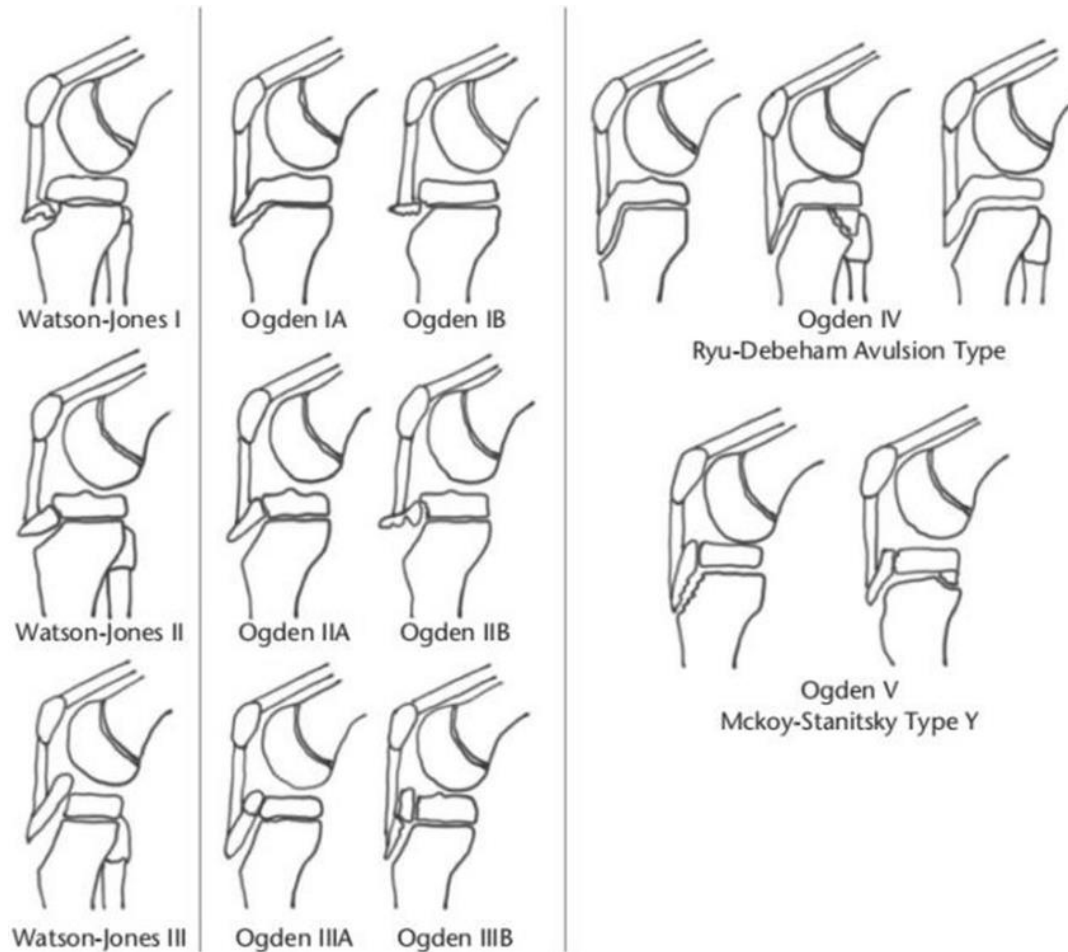 Watson-Jones I
Ogden IA
Ogden IB
Ogden IV
Ryu-Debeham Avulsion Type
Watson-Jones II
Ogden IIA
Ogden IIB
Ogden V
Mckoy-Stanitsky Type Y
Watson-Jones III
Ogden IIIA
Ogden IIIB